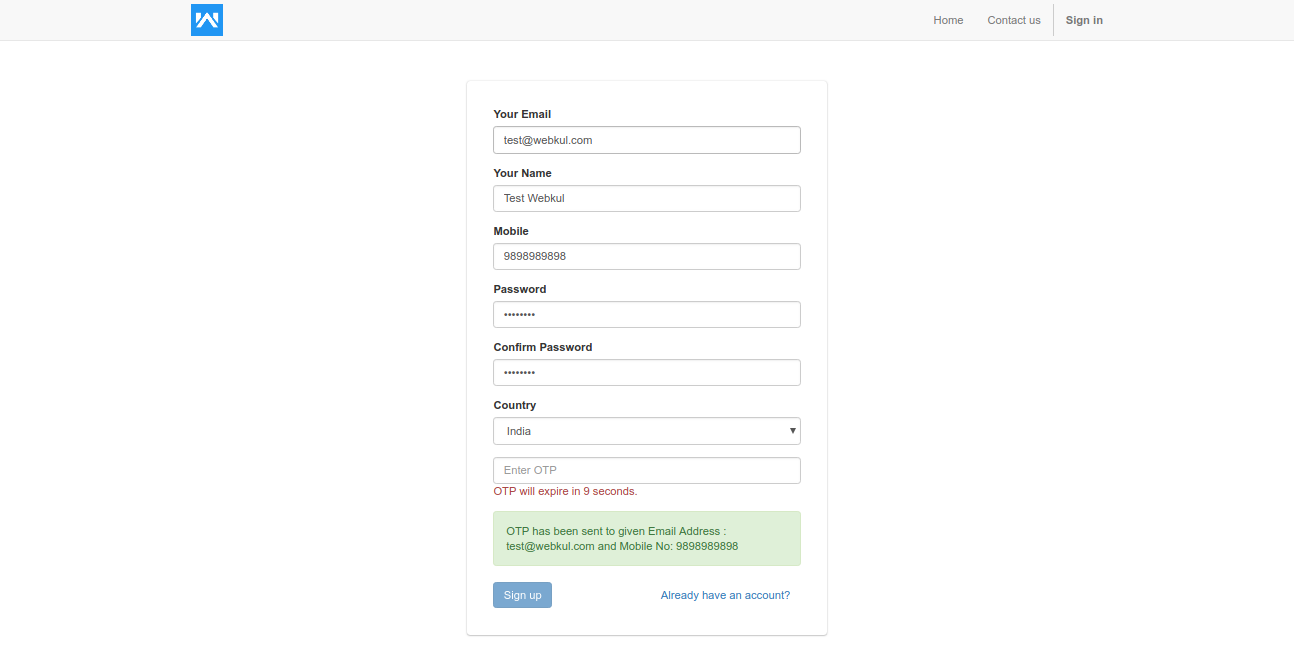 Home Contact us Sign in
Your Email
test@webkul.com
Your Name
Test Webkul
Mobile
9898989898
Password
••••••••
Confirm Password
••••••••
Country
India
Enter OTP
OTP will expire in 9 seconds.
OTP has been sent to given Email Address :
test@webkul.com and Mobile No: 9898989898
Sign up Already have an account?